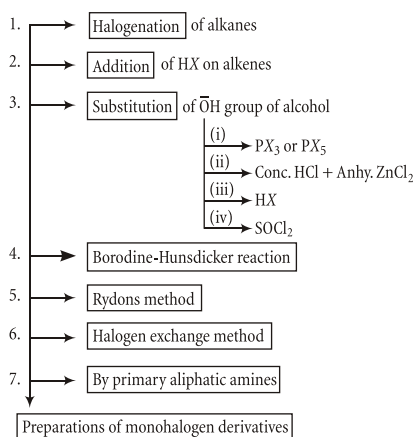 1. Halogenation of alkanes
2. Addition of HX on alkenes
3. Substitution of O̅H group of alcohol
(i) PX₃ or PX₅
(ii) Conc. HCl + Anhy. ZnCl₂
(iii) HX
(iv) SOCl₂
4. Borodine-Hunsdicker reaction
5. Rydons method
6. Halogen exchange method
7. By primary aliphatic amines
Preparations of monohalogen derivatives